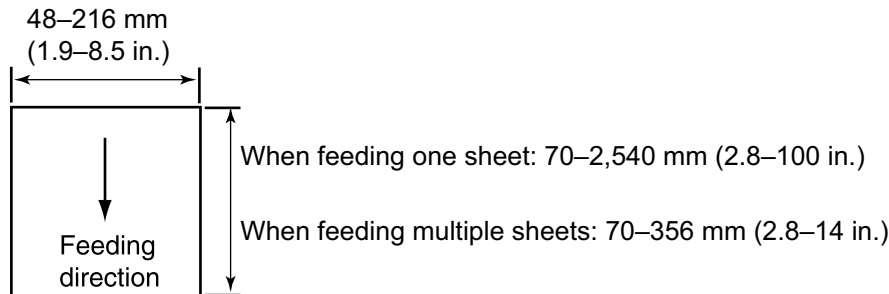 48–216 mm
(1.9–8.5 in.)
When feeding one sheet: 70–2,540 mm (2.8–100 in.)
When feeding multiple sheets: 70–356 mm (2.8–14 in.)
Feeding
direction